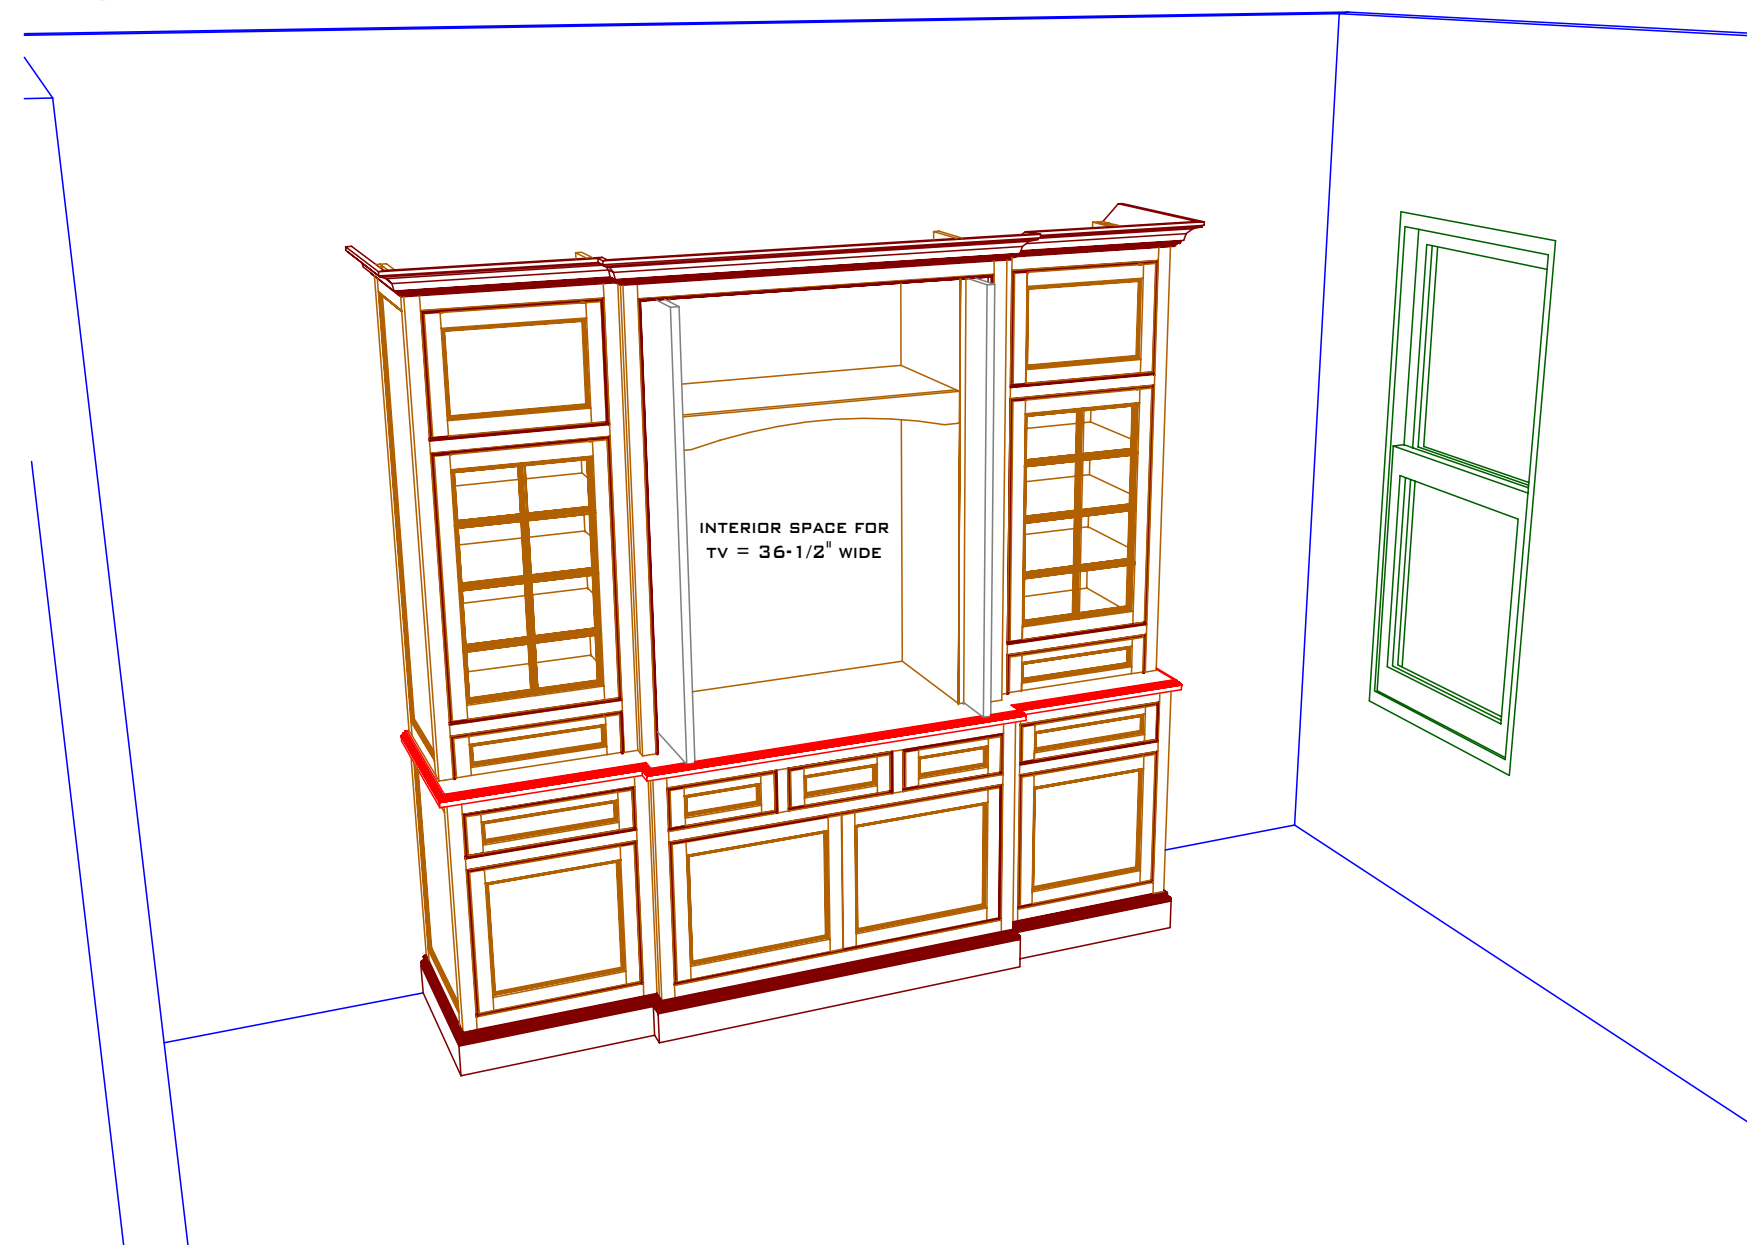 INTERIOR SPACE FOR
TV = 36-1/2" WIDE